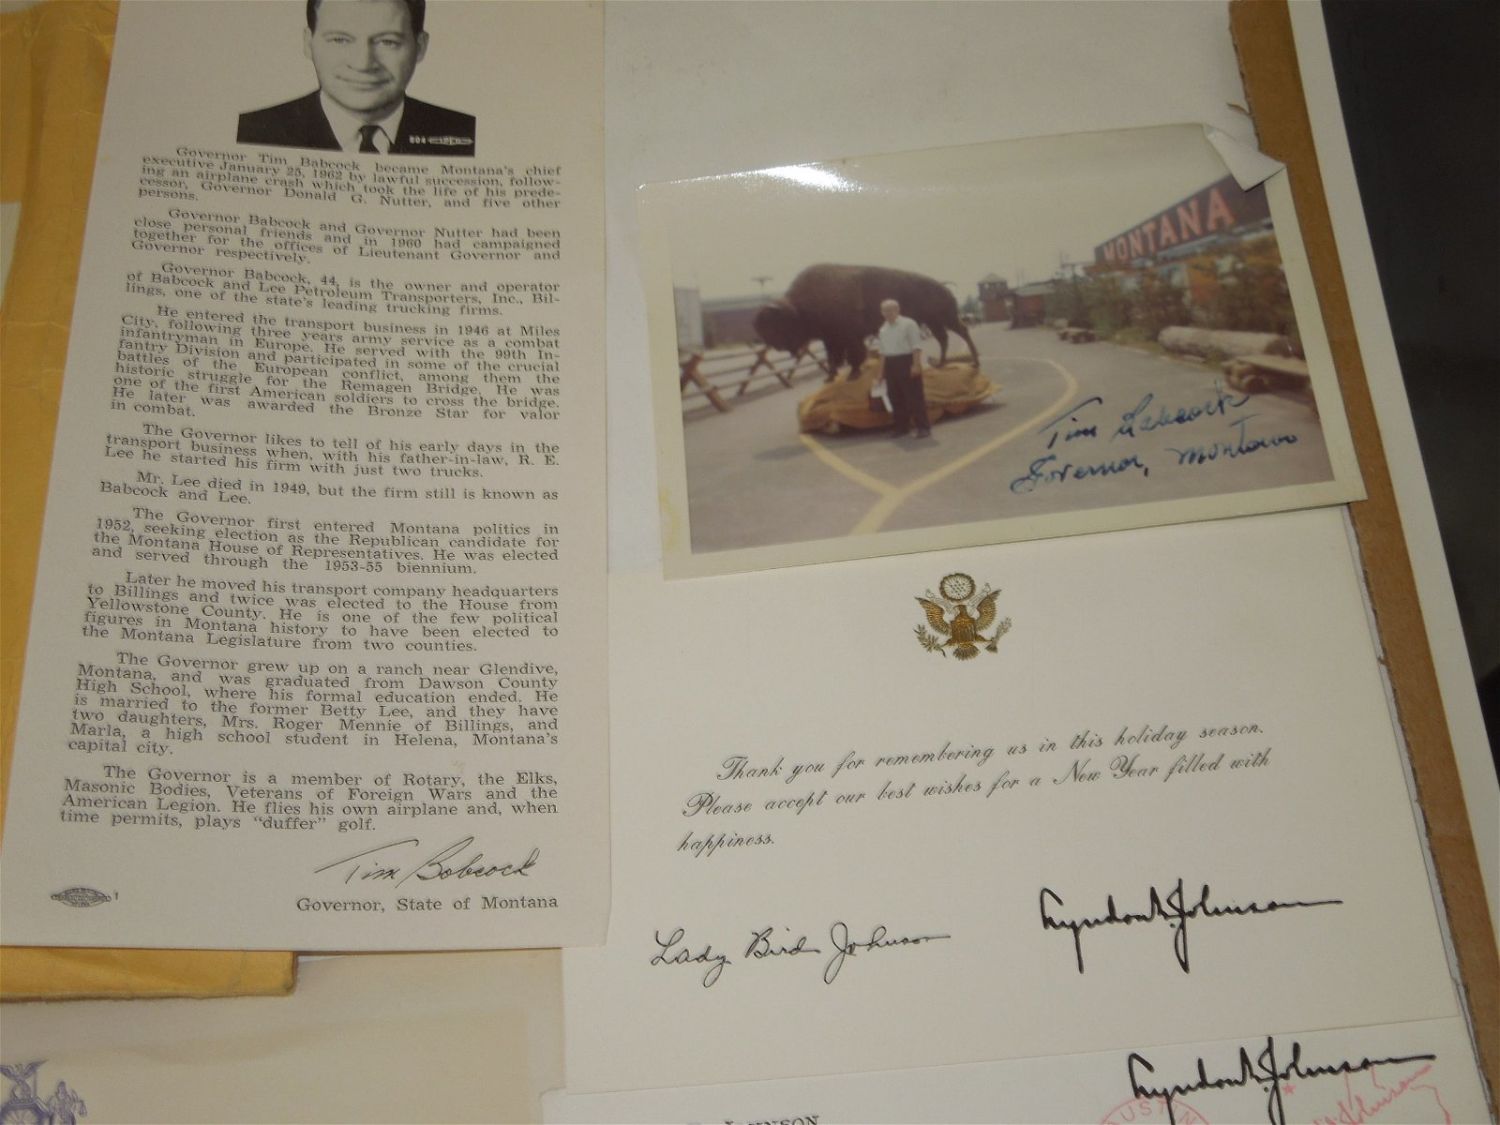 Governor Tim Babcock became Montana's chief
executive January 25, 1962 by lawful succession, follow-
ing an airplane crash which took the life of his prede-
cessor, Governor Donald G. Nutter, and five other
persons.
Governor Babcock and Governor Nutter had been
close personal friends and in 1960 had campaigned
together for the offices of Lieutenant Governor and
Governor respectively.
Governor Babcock, 44, is the owner and operator
of Babcock and Lee Petroleum Transporters, Inc., Bil-
lings, one of the state's leading trucking firms.
He entered the transport business in 1946 at Miles
City, following three years army service as a combat
infantryman in Europe. He served with the 99th In-
fantry Division and participated in some of the crucial
battles of the European conflict, among them the
historic struggle for the Remagen Bridge. He was
one of the first American soldiers to cross the bridge.
He later was awarded the Bronze Star for valor
in combat.
The Governor likes to tell of his early days in the
transport business when, with his father-in-law, R. E.
Lee he started his firm with just two trucks.
Mr. Lee died in 1949, but the firm still is known as
Babcock and Lee.
The Governor first entered Montana politics in
1952, seeking election as the Republican candidate for
the Montana House of Representatives. He was elected
and served through the 1953-55 biennium.
Later he moved his transport company headquarters
to Billings and twice was elected to the House from
Yellowstone County. He is one of the few political
figures in Montana history to have been elected to
the Montana Legislature from two counties.
The Governor grew up on a ranch near Glendive,
Montana, and was graduated from Dawson County
High School, where his formal education ended. He
is married to the former Betty Lee, and they have
two daughters, Mrs. Roger Mennie of Billings, and
Marla, a high school student in Helena, Montana's
capital city.
The Governor is a member of Rotary, the Elks,
Masonic Bodies, Veterans of Foreign Wars and the
American Legion. He flies his own airplane and, when
time permits, plays "duffer" golf.
Tim Babcock
Governor, State of Montana
MONTANA
Tim Babcock
Governor, Montana
Thank you for remembering us in this holiday season.
Please accept our best wishes for a New Year filled with
happiness.
Lady Bird Johnson
Lyndon B. Johnson
Lyndon B. Johnson
JOHNSON
AUSTIN